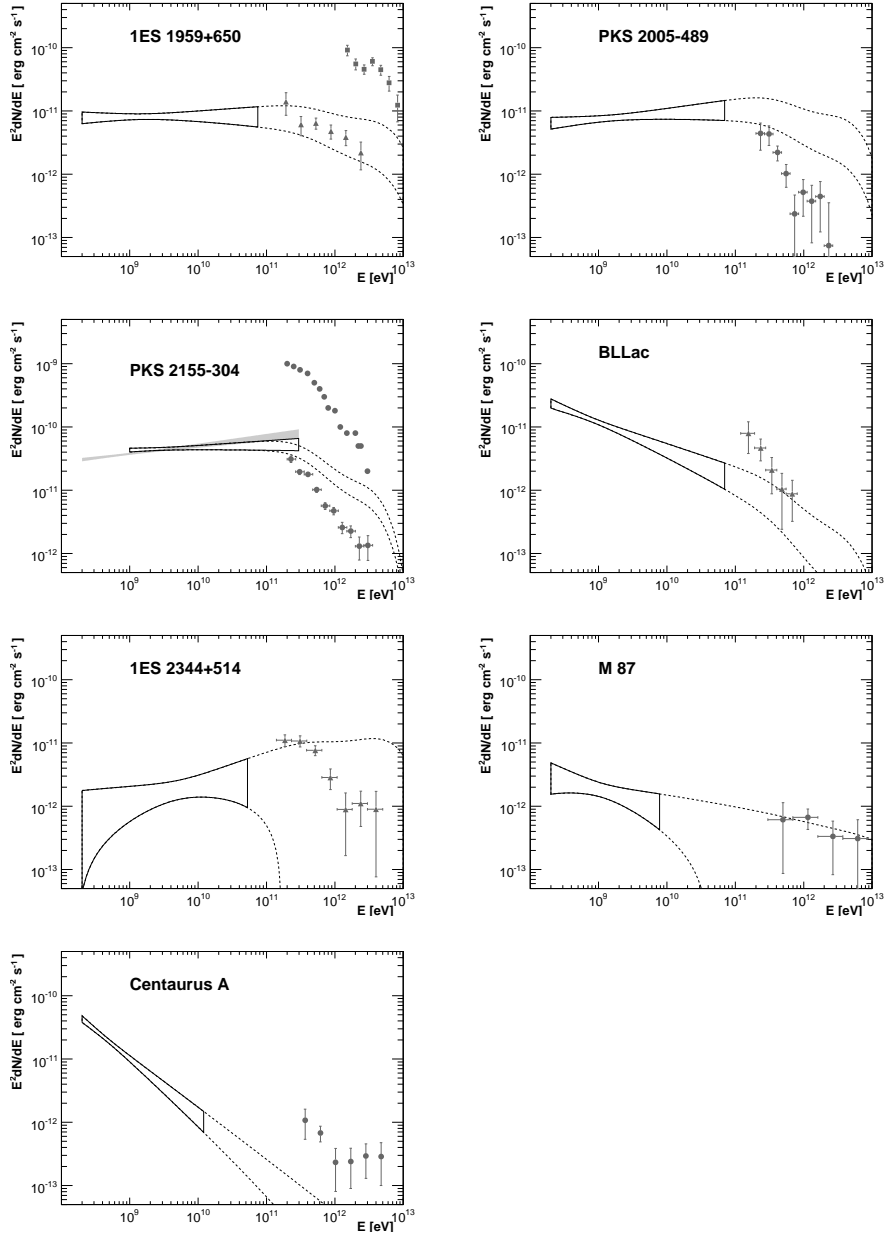 1ES 1959+650
E²dN/dE [ erg cm⁻² s⁻¹ ]
10⁻¹⁰
10⁻¹¹
10⁻¹²
10⁻¹³
10⁹ 10¹⁰ 10¹¹ 10¹² 10¹³
E [eV]
PKS 2005-489
E²dN/dE [ erg cm⁻² s⁻¹ ]
10⁻¹⁰
10⁻¹¹
10⁻¹²
10⁻¹³
10⁹ 10¹⁰ 10¹¹ 10¹² 10¹³
E [eV]
PKS 2155-304
E²dN/dE [ erg cm⁻² s⁻¹ ]
10⁻⁹
10⁻¹⁰
10⁻¹¹
10⁻¹²
10⁹ 10¹⁰ 10¹¹ 10¹² 10¹³
E [eV]
BLLac
E²dN/dE [ erg cm⁻² s⁻¹ ]
10⁻¹⁰
10⁻¹¹
10⁻¹²
10⁻¹³
10⁹ 10¹⁰ 10¹¹ 10¹² 10¹³
E [eV]
1ES 2344+514
E²dN/dE [ erg cm⁻² s⁻¹ ]
10⁻¹⁰
10⁻¹¹
10⁻¹²
10⁻¹³
10⁹ 10¹⁰ 10¹¹ 10¹² 10¹³
E [eV]
M 87
E²dN/dE [ erg cm⁻² s⁻¹ ]
10⁻¹⁰
10⁻¹¹
10⁻¹²
10⁻¹³
10⁹ 10¹⁰ 10¹¹ 10¹² 10¹³
E [eV]
Centaurus A
E²dN/dE [ erg cm⁻² s⁻¹ ]
10⁻¹⁰
10⁻¹¹
10⁻¹²
10⁻¹³
10⁹ 10¹⁰ 10¹¹ 10¹² 10¹³
E [eV]